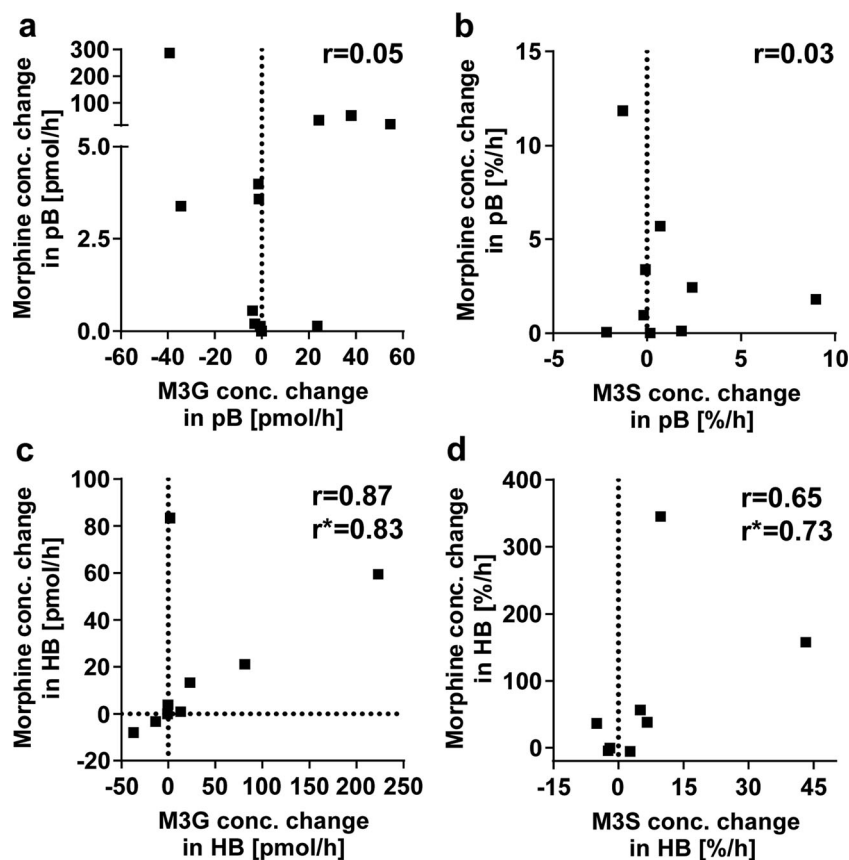 a
r=0.05
Morphine conc. change
in pB [pmol/h]
300
200
100
5.0
2.5
0.0
-60 -40 -20 0 20 40 60
M3G conc. change
in pB [pmol/h]
b
r=0.03
Morphine conc. change
in pB [%/h]
15
10
5
0
-5 0 5 10
M3S conc. change
in pB [%/h]
c
r=0.87
r*=0.83
Morphine conc. change
in HB [pmol/h]
100
80
60
40
20
0
-20
-50 0 50 100 150 200 250
M3G conc. change
in HB [pmol/h]
d
r=0.65
r*=0.73
Morphine conc. change
in HB [%/h]
400
300
200
100
0
-15 0 15 30 45
M3S conc. change
in HB [%/h]